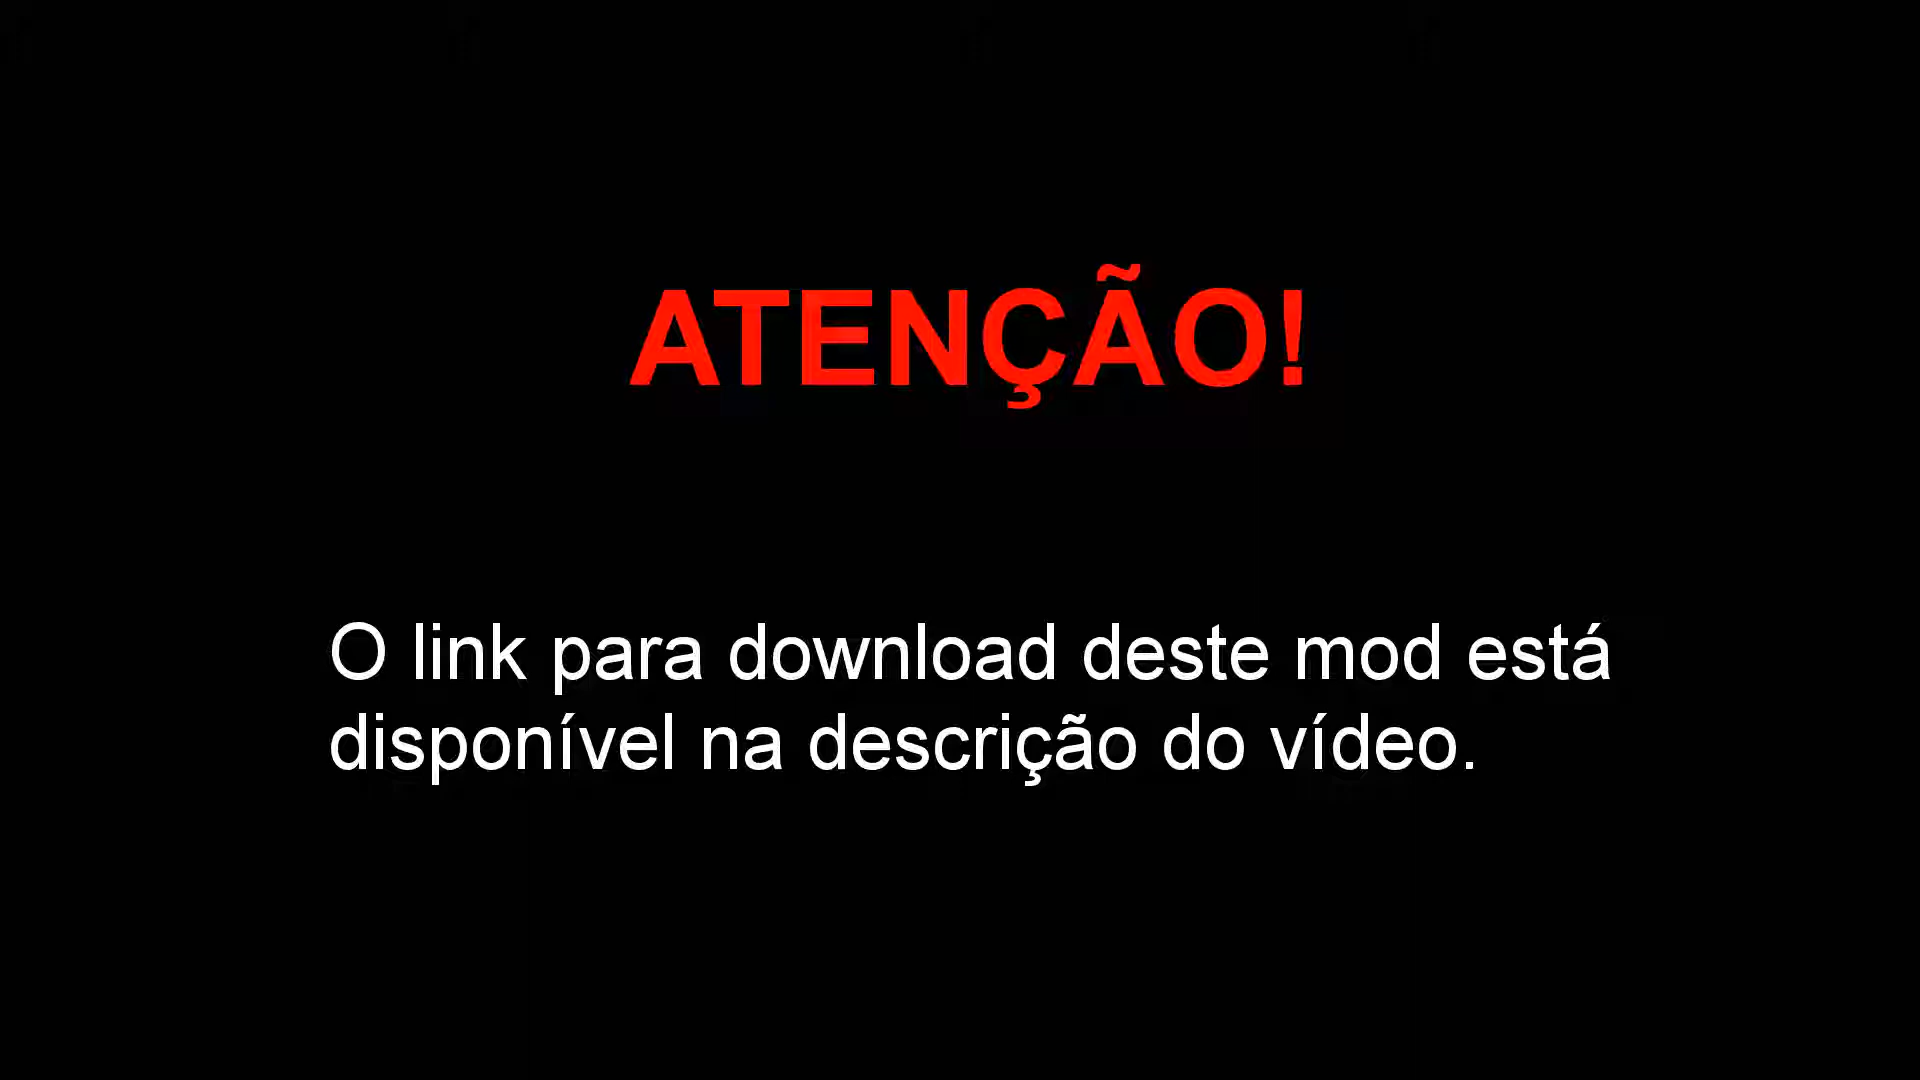 ATENÇÃO!
O link para download deste mod está
disponível na descrição do vídeo.